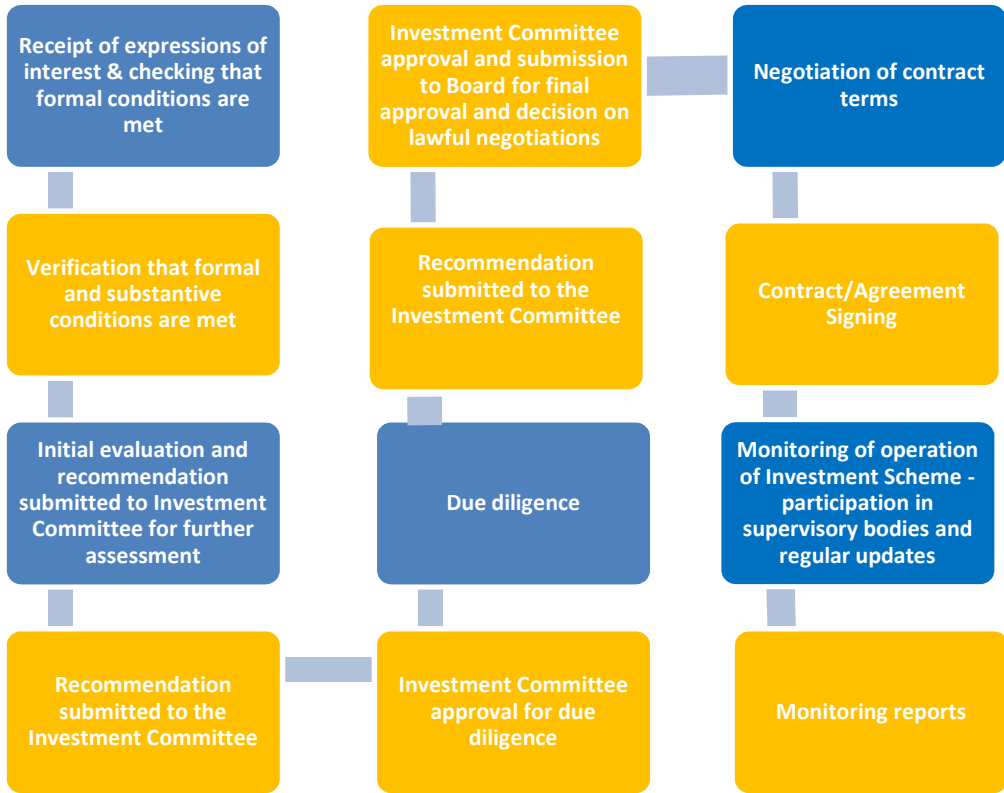 Receipt of expressions of
interest & checking that
formal conditions are
met
Verification that formal
and substantive
conditions are met
Initial evaluation and
recommendation
submitted to Investment
Committee for further
assessment
Recommendation
submitted to the
Investment Committee
Investment Committee
approval for due
diligence
Due diligence
Recommendation
submitted to the
Investment Committee
Investment Committee
approval and submission
to Board for final
approval and decision on
lawful negotiations
Negotiation of contract
terms
Contract/Agreement
Signing
Monitoring of operation
of Investment Scheme -
participation in
supervisory bodies and
regular updates
Monitoring reports